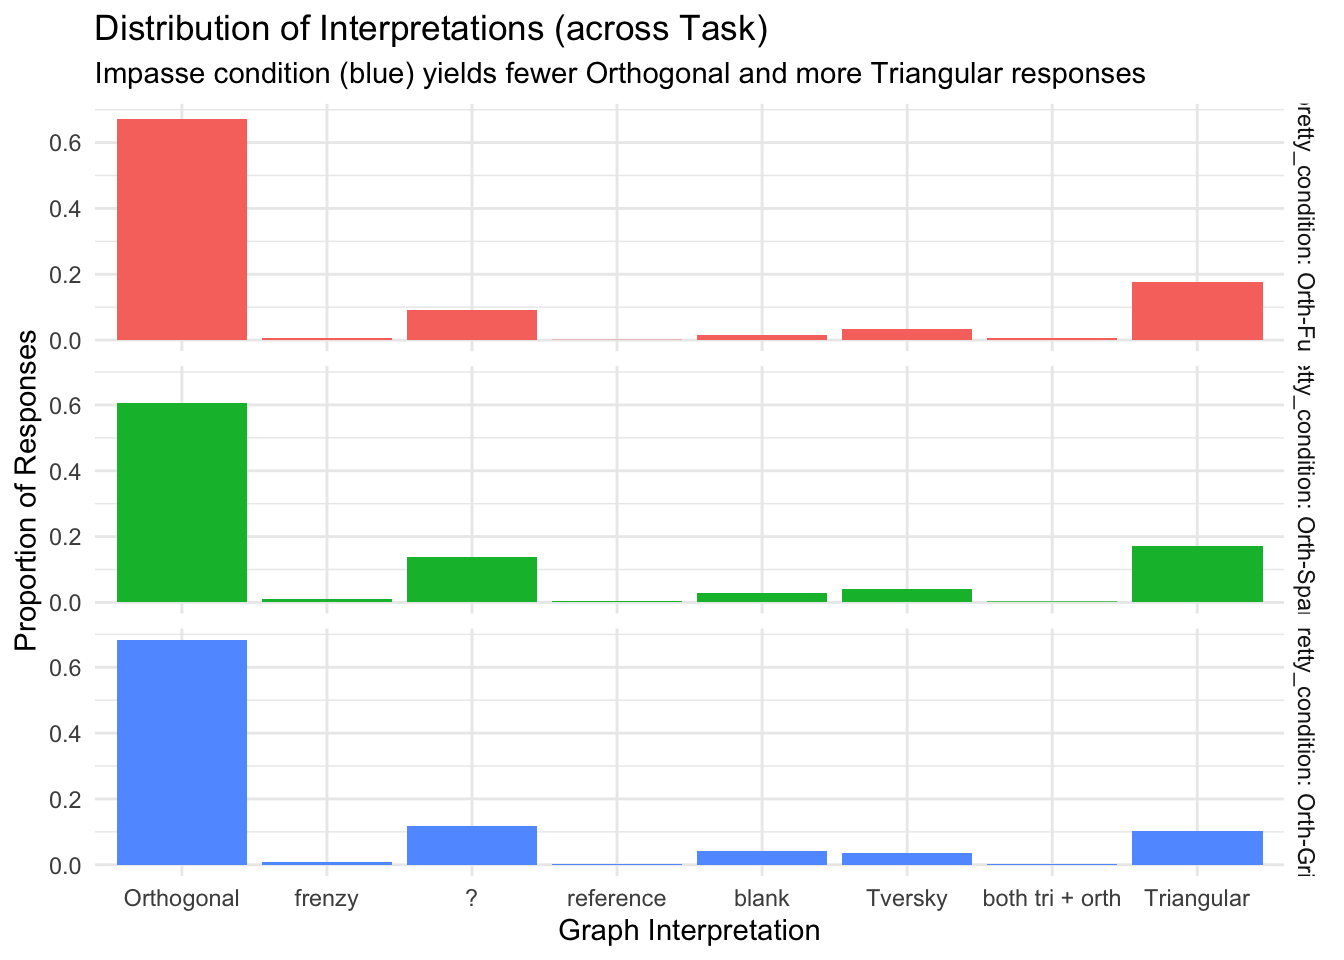 Distribution of Interpretations (across Task)
Impasse condition (blue) yields fewer Orthogonal and more Triangular responses
Proportion of Responses
0.6
0.4
0.2
0.0
retty_condition: Orth-Fu
0.6
0.4
0.2
0.0
tty_condition: Orth-Spa
0.6
0.4
0.2
0.0
retty_condition: Orth-Gri
Orthogonal
frenzy
?
reference
blank
Tversky
both tri + orth
Triangular
Graph Interpretation